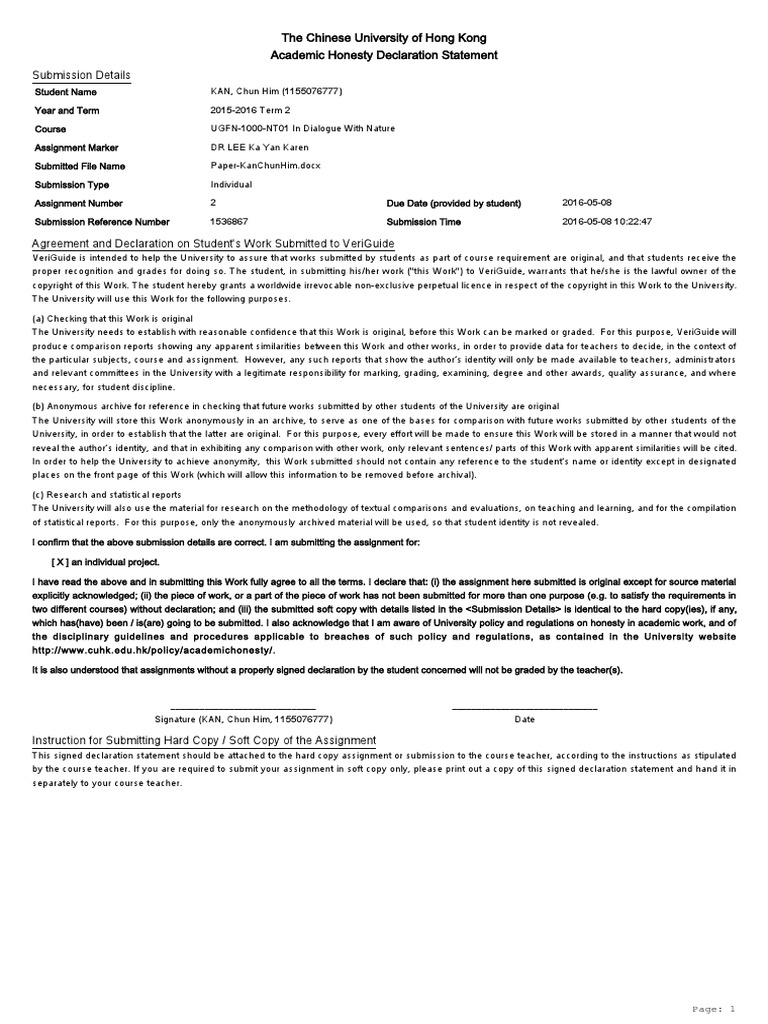 The Chinese University of Hong Kong
Academic Honesty Declaration Statement
Submission Details
Student Name KAN, Chun Him (1155076777)
Year and Term 2015-2016 Term 2
Course UGFN-1000-NT01 In Dialogue With Nature
Assignment Marker DR LEE Ka Yan Karen
Submitted File Name Paper-KanChunHim.docx
Submission Type Individual
Assignment Number 2 Due Date (provided by student) 2016-05-08
Submission Reference Number 1536867 Submission Time 2016-05-08 10:22:47
Agreement and Declaration on Student's Work Submitted to VeriGuide
VeriGuide is intended to help the University to assure that works submitted by students as part of course requirement are original, and that students receive the
proper recognition and grades for doing so. The student, in submitting his/her work ("this Work") to VeriGuide, warrants that he/she is the lawful owner of the
copyright of this Work. The student hereby grants a worldwide irrevocable non-exclusive perpetual licence in respect of the copyright in this Work to the University.
The University will use this Work for the following purposes.
(a) Checking that this Work is original
The University needs to establish with reasonable confidence that this Work is original, before this Work can be marked or graded. For this purpose, VeriGuide will
produce comparison reports showing any apparent similarities between this Work and other works, in order to provide data for teachers to decide, in the context of
the particular subjects, course and assignment. However, any such reports that show the author's identity will only be made available to teachers, administrators
and relevant committees in the University with a legitimate responsibility for marking, grading, examining, degree and other awards, quality assurance, and where
necessary, for student discipline.
(b) Anonymous archive for reference in checking that future works submitted by other students of the University are original
The University will store this Work anonymously in an archive, to serve as one of the bases for comparison with future works submitted by other students of the
University, in order to establish that the latter are original. For this purpose, every effort will be made to ensure this Work will be stored in a manner that would not
reveal the author's identity, and that in exhibiting any comparison with other work, only relevant sentences/ parts of this Work with apparent similarities will be cited.
In order to help the University to achieve anonymity, this Work submitted should not contain any reference to the student's name or identity except in designated
places on the front page of this Work (which will allow this information to be removed before archival).
(c) Research and statistical reports
The University will also use the material for research on the methodology of textual comparisons and evaluations, on teaching and learning, and for the compilation
of statistical reports. For this purpose, only the anonymously archived material will be used, so that student identity is not revealed.
I confirm that the above submission details are correct. I am submitting the assignment for:
[ X ] an individual project.
I have read the above and in submitting this Work fully agree to all the terms. I declare that: (i) the assignment here submitted is original except for source material
explicitly acknowledged; (ii) the piece of work, or a part of the piece of work has not been submitted for more than one purpose (e.g. to satisfy the requirements in
two different courses) without declaration; and (iii) the submitted soft copy with details listed in the <Submission Details> is identical to the hard copy(ies), if any,
which has(have) been / is(are) going to be submitted. I also acknowledge that I am aware of University policy and regulations on honesty in academic work, and of
the disciplinary guidelines and procedures applicable to breaches of such policy and regulations, as contained in the University website
http://www.cuhk.edu.hk/policy/academichonesty/.
It is also understood that assignments without a properly signed declaration by the student concerned will not be graded by the teacher(s).
Signature (KAN, Chun Him, 1155076777) Date
Instruction for Submitting Hard Copy / Soft Copy of the Assignment
This signed declaration statement should be attached to the hard copy assignment or submission to the course teacher, according to the instructions as stipulated
by the course teacher. If you are required to submit your assignment in soft copy only, please print out a copy of this signed declaration statement and hand it in
separately to your course teacher.
Page: 1